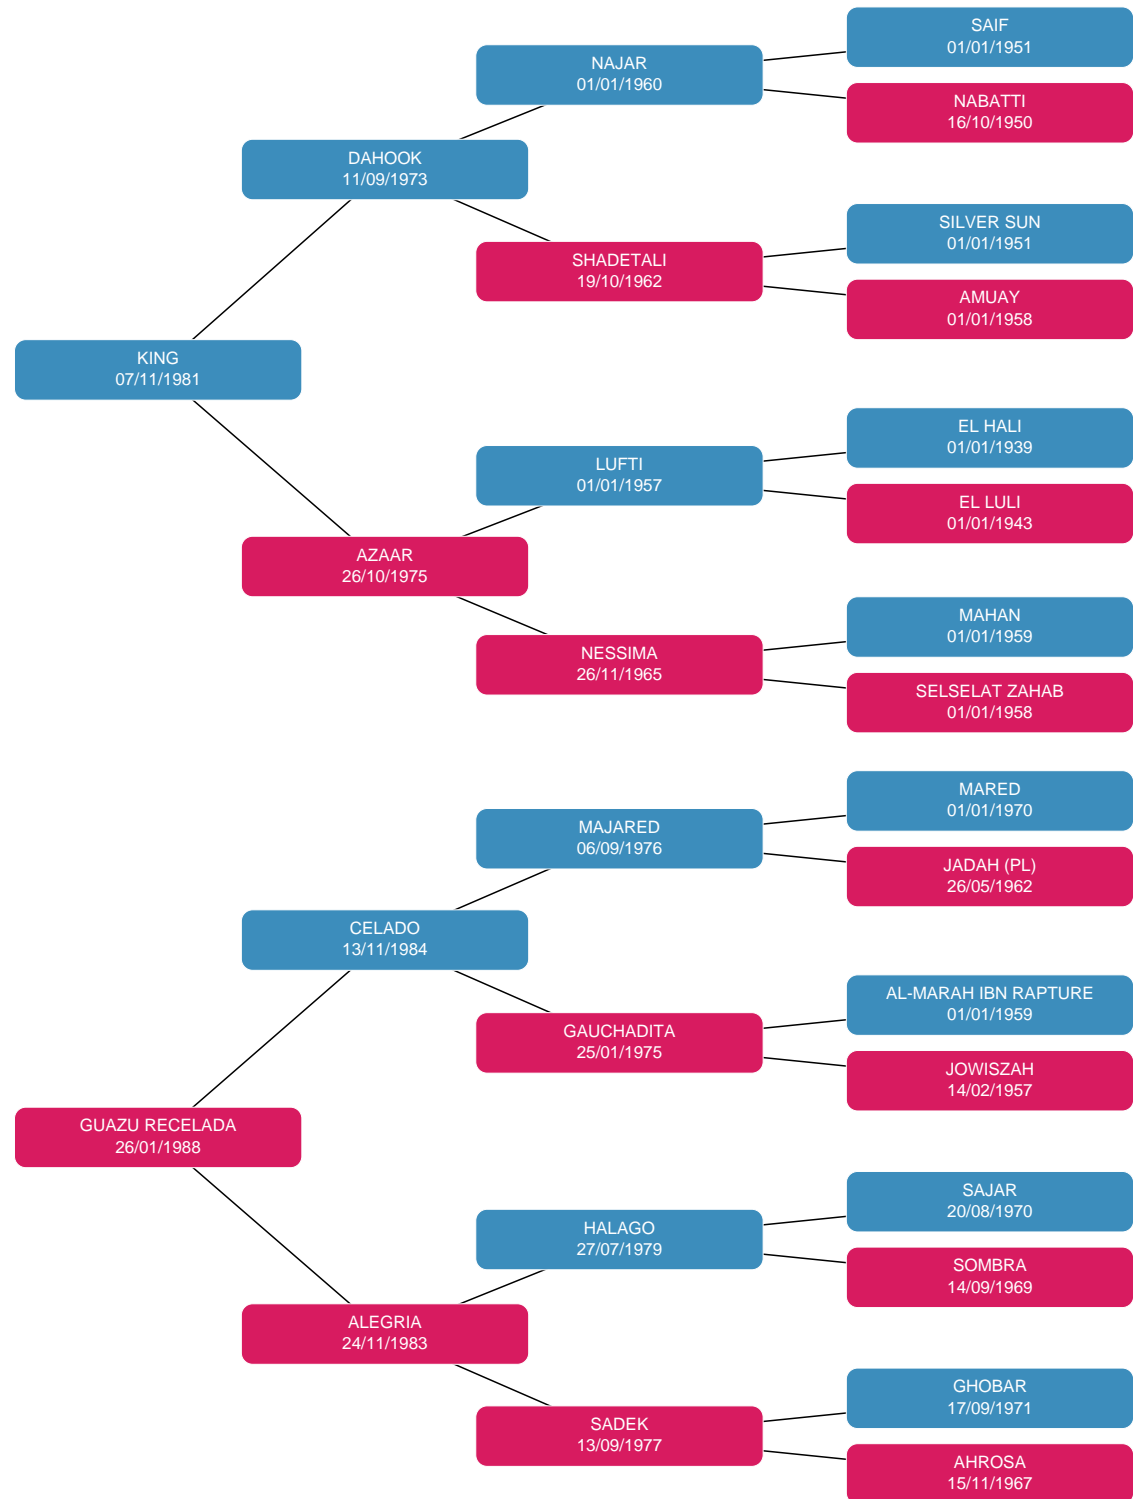 SAIF
01/01/1951
NAJAR
01/01/1960
NABATTI
16/10/1950
DAHOOK
11/09/1973
SILVER SUN
01/01/1951
SHADETALI
19/10/1962
AMUAY
01/01/1958
KING
07/11/1981
EL HALI
01/01/1939
LUFTI
01/01/1957
EL LULI
01/01/1943
AZAAR
26/10/1975
MAHAN
01/01/1959
NESSIMA
26/11/1965
SELSELAT ZAHAB
01/01/1958
MARED
01/01/1970
MAJARED
06/09/1976
JADAH (PL)
26/05/1962
CELADO
13/11/1984
AL-MARAH IBN RAPTURE
01/01/1959
GAUCHADITA
25/01/1975
JOWISZAH
14/02/1957
GUAZU RECELADA
26/01/1988
SAJAR
20/08/1970
HALAGO
27/07/1979
SOMBRA
14/09/1969
ALEGRIA
24/11/1983
GHOBAR
17/09/1971
SADEK
13/09/1977
AHROSA
15/11/1967